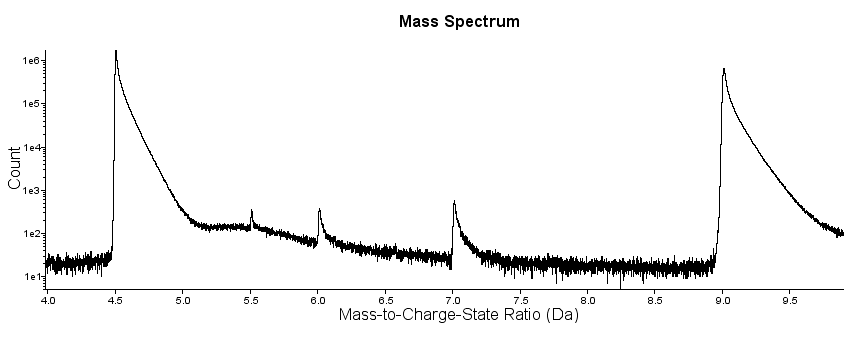 Mass Spectrum
Count
1e6
1e5
1e4
1e3
1e2
1e1
4.0 4.5 5.0 5.5 6.0 6.5 7.0 7.5 8.0 8.5 9.0 9.5
Mass-to-Charge-State Ratio (Da)